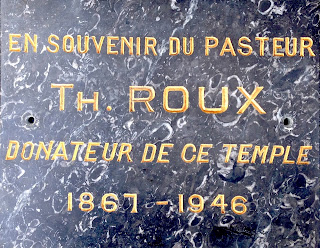 EN SOUVENIR DU PASTEUR
TH. ROUX
DONATEUR DE CE TEMPLE
1867 - 1946